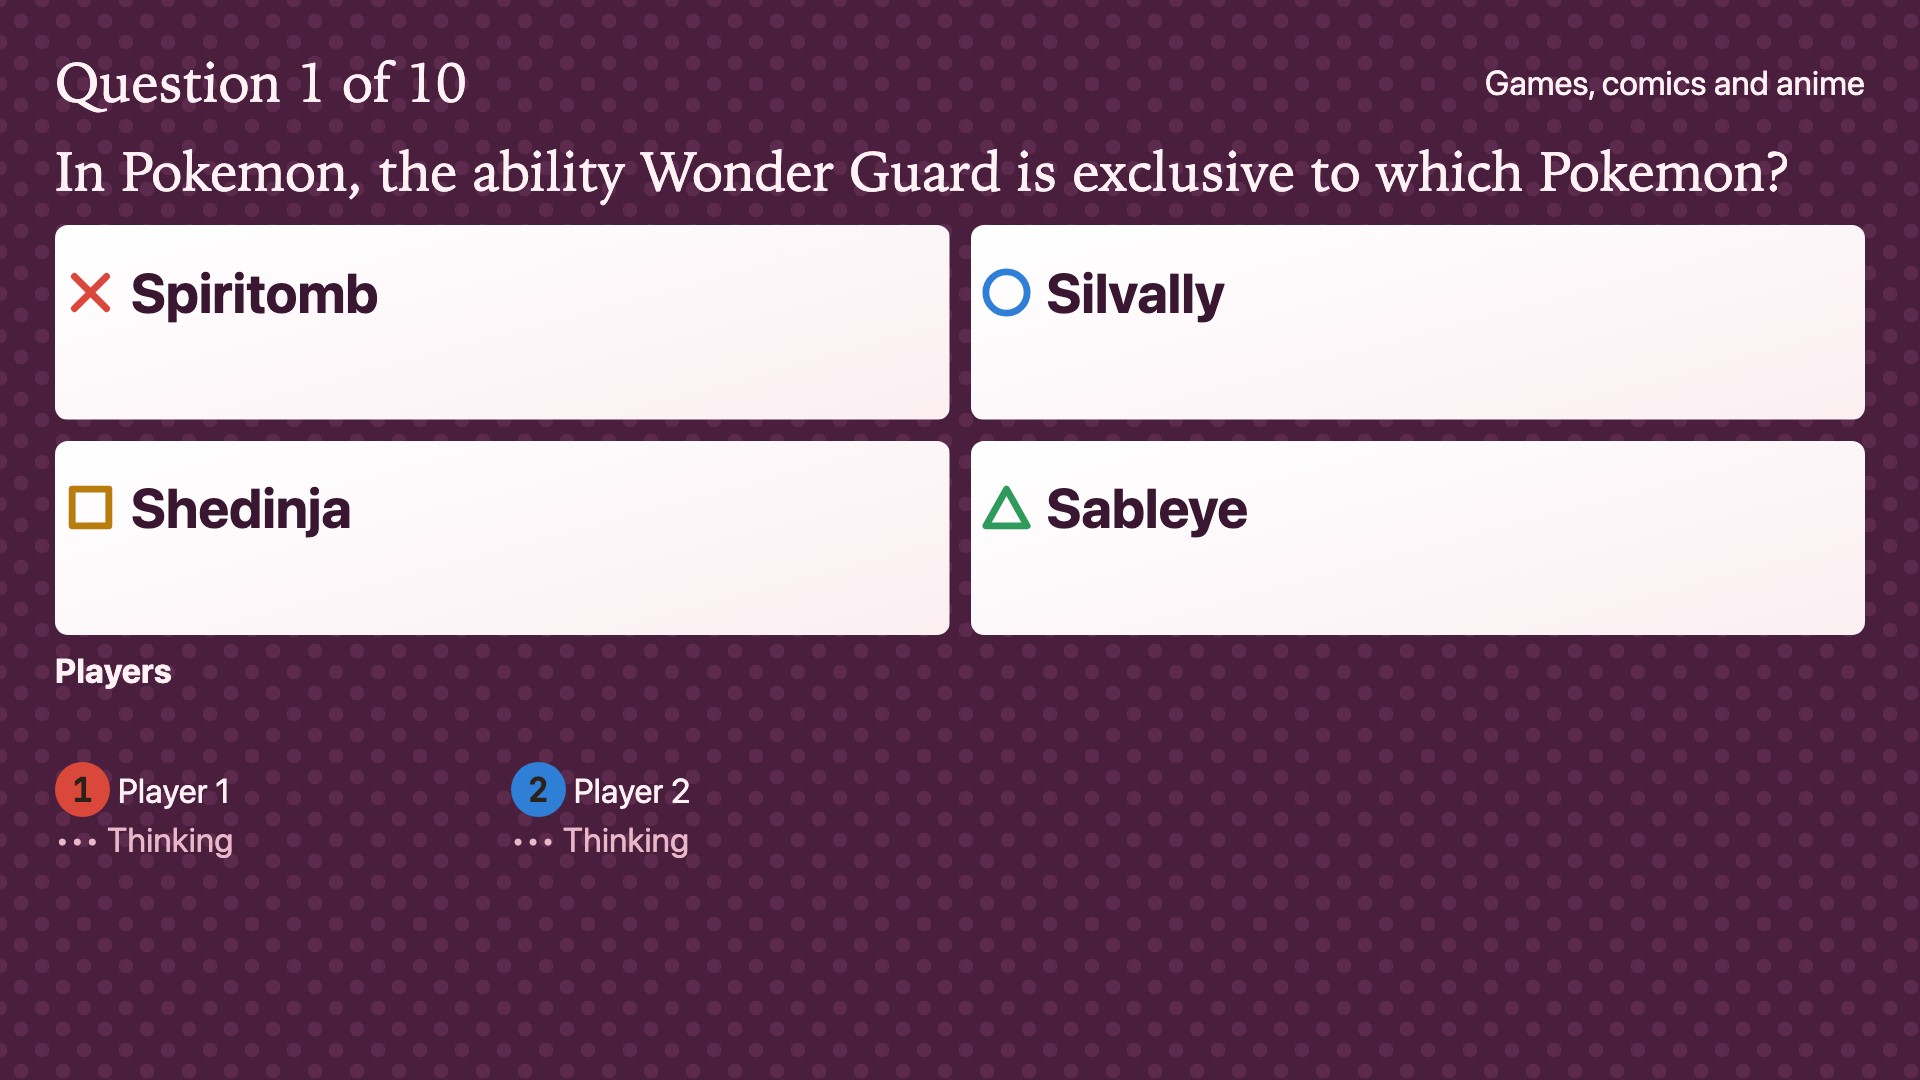 Question 1 of 10
Games, comics and anime
In Pokemon, the ability Wonder Guard is exclusive to which Pokemon?
Spiritomb
Silvally
Shedinja
Sableye
Players
1 Player 1
2 Player 2
••• Thinking
••• Thinking